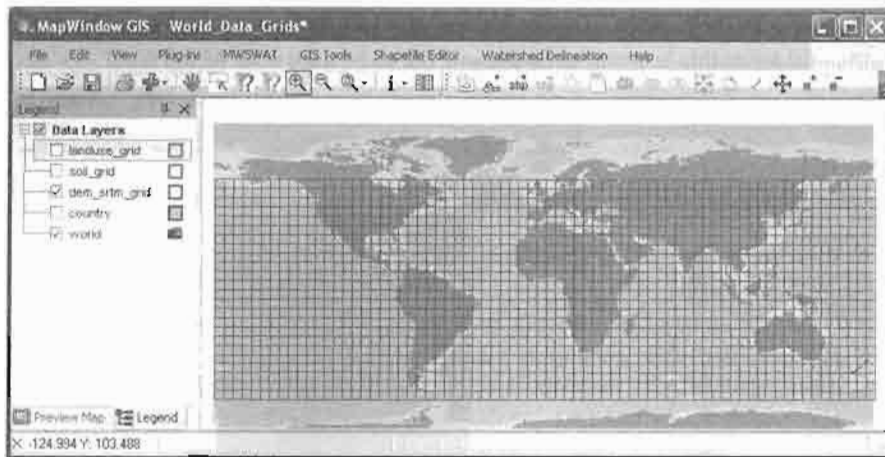 MapWindow GIS World_Data_Grids*
File Edit View Plug-ins MWSWAT GIS Tools Shapefile Editor Watershed Delineation Help
Legend
Data Layers
landuse_grid
soil_grid
dem_srtm_grid
country
world
Preview Map Legend
X -124.994 Y: 103.488